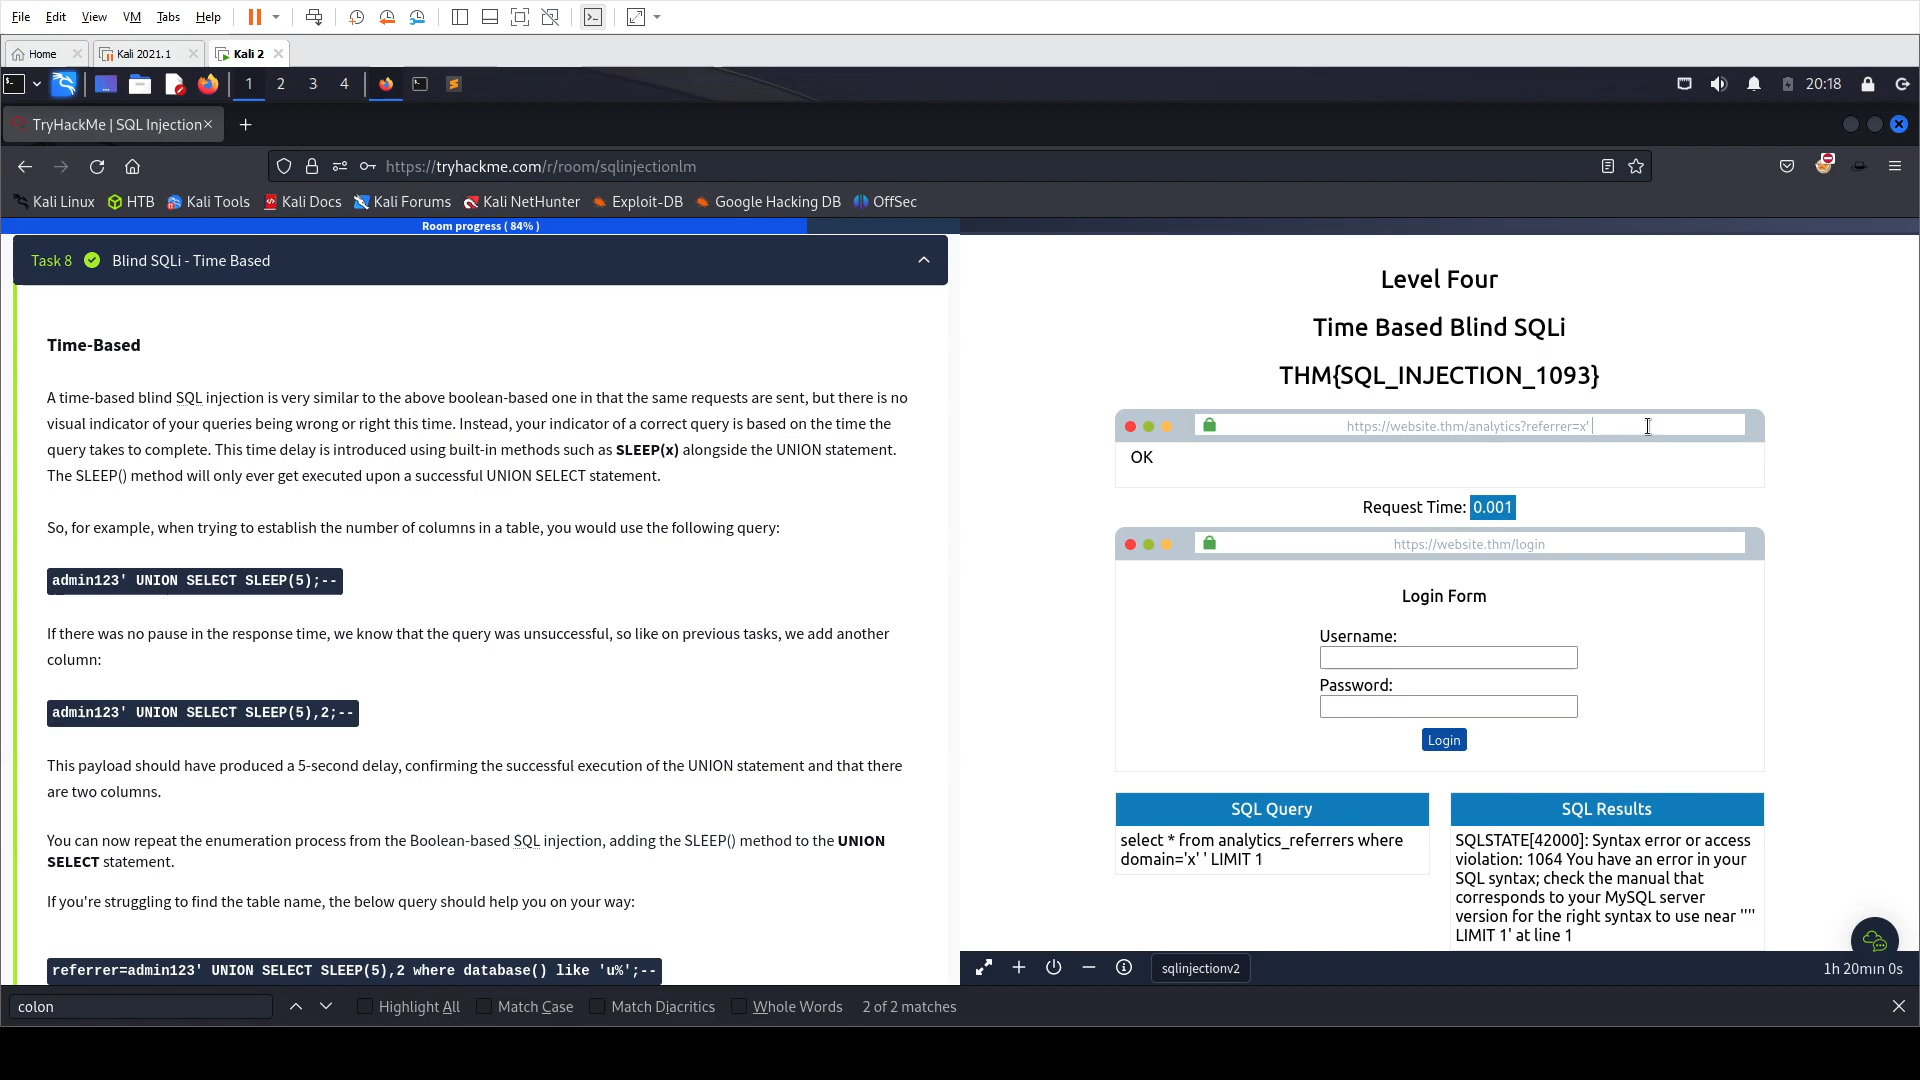 File Edit View VM Tabs Help
Home Kali 2021.1 Kali 2
1 2 3 4 20:18
TryHackMe | SQL Injection
https://tryhackme.com/r/room/sqlinjectionlm
Kali Linux HTB Kali Tools Kali Docs Kali Forums Kali NetHunter Exploit-DB Google Hacking DB OffSec
Room progress ( 84% )
Task 8 Blind SQLi - Time Based
Time-Based
A time-based blind SQL injection is very similar to the above boolean-based one in that the same requests are sent, but there is no
visual indicator of your queries being wrong or right this time. Instead, your indicator of a correct query is based on the time the
query takes to complete. This time delay is introduced using built-in methods such as SLEEP(x) alongside the UNION statement.
The SLEEP() method will only ever get executed upon a successful UNION SELECT statement.
So, for example, when trying to establish the number of columns in a table, you would use the following query:
admin123' UNION SELECT SLEEP(5);--
If there was no pause in the response time, we know that the query was unsuccessful, so like on previous tasks, we add another
column:
admin123' UNION SELECT SLEEP(5),2;--
This payload should have produced a 5-second delay, confirming the successful execution of the UNION statement and that there
are two columns.
You can now repeat the enumeration process from the Boolean-based SQL injection, adding the SLEEP() method to the UNION
SELECT statement.
If you're struggling to find the table name, the below query should help you on your way:
referrer=admin123' UNION SELECT SLEEP(5),2 where database() like 'u%';--
Level Four
Time Based Blind SQLi
THM{SQL_INJECTION_1093}
https://website.thm/analytics?referrer=x'
OK
Request Time: 0.001
https://website.thm/login
Login Form
Username:
Password:
Login
SQL Query
select * from analytics_referrers where
domain='x' ' LIMIT 1
SQL Results
SQLSTATE[42000]: Syntax error or access
violation: 1064 You have an error in your
SQL syntax; check the manual that
corresponds to your MySQL server
version for the right syntax to use near ''''
LIMIT 1' at line 1
sqlinjectionv2 1h 20min 0s
colon Highlight All Match Case Match Diacritics Whole Words 2 of 2 matches